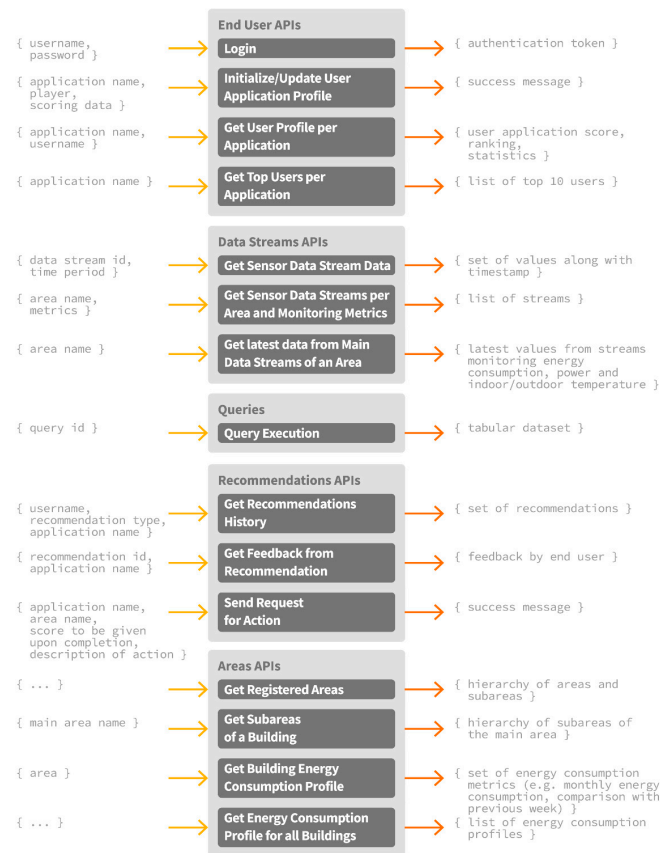 End User APIs
{ username,
password }
Login
{ authentication token }
{ application name,
player,
scoring data }
Initialize/Update User
Application Profile
{ success message }
{ application name,
username }
Get User Profile per
Application
{ user application score,
ranking,
statistics }
{ application name }
Get Top Users per
Application
{ list of top 10 users }
Data Streams APIs
{ data stream id,
time period }
Get Sensor Data Stream Data
{ set of values along with
timestamp }
{ area name,
metrics }
Get Sensor Data Streams per
Area and Monitoring Metrics
{ list of streams }
{ area name }
Get latest data from Main
Data Streams of an Area
{ latest values from streams
monitoring energy
consumption, power and
indoor/outdoor temperature }
Queries
{ query id }
Query Execution
{ tabular dataset }
Recommendations APIs
{ username,
recommendation type,
application name }
Get Recommendations
History
{ set of recommendations }
{ recommendation id,
application name }
Get Feedback from
Recommendation
{ feedback by end user }
{ application name,
area name,
score to be given
upon completion,
description of action }
Send Request
for Action
{ success message }
Areas APIs
{ ... }
Get Registered Areas
{ hierarchy of areas and
subareas }
{ main area name }
Get Subareas
of a Building
{ hierarchy of subareas of
the main area }
{ area }
Get Building Energy
Consumption Profile
{ set of energy consumption
metrics (e.g. monthly energy
consumption, comparison with
previous week) }
{ ... }
Get Energy Consumption
Profile for all Buildings
{ list of energy consumption
profiles }